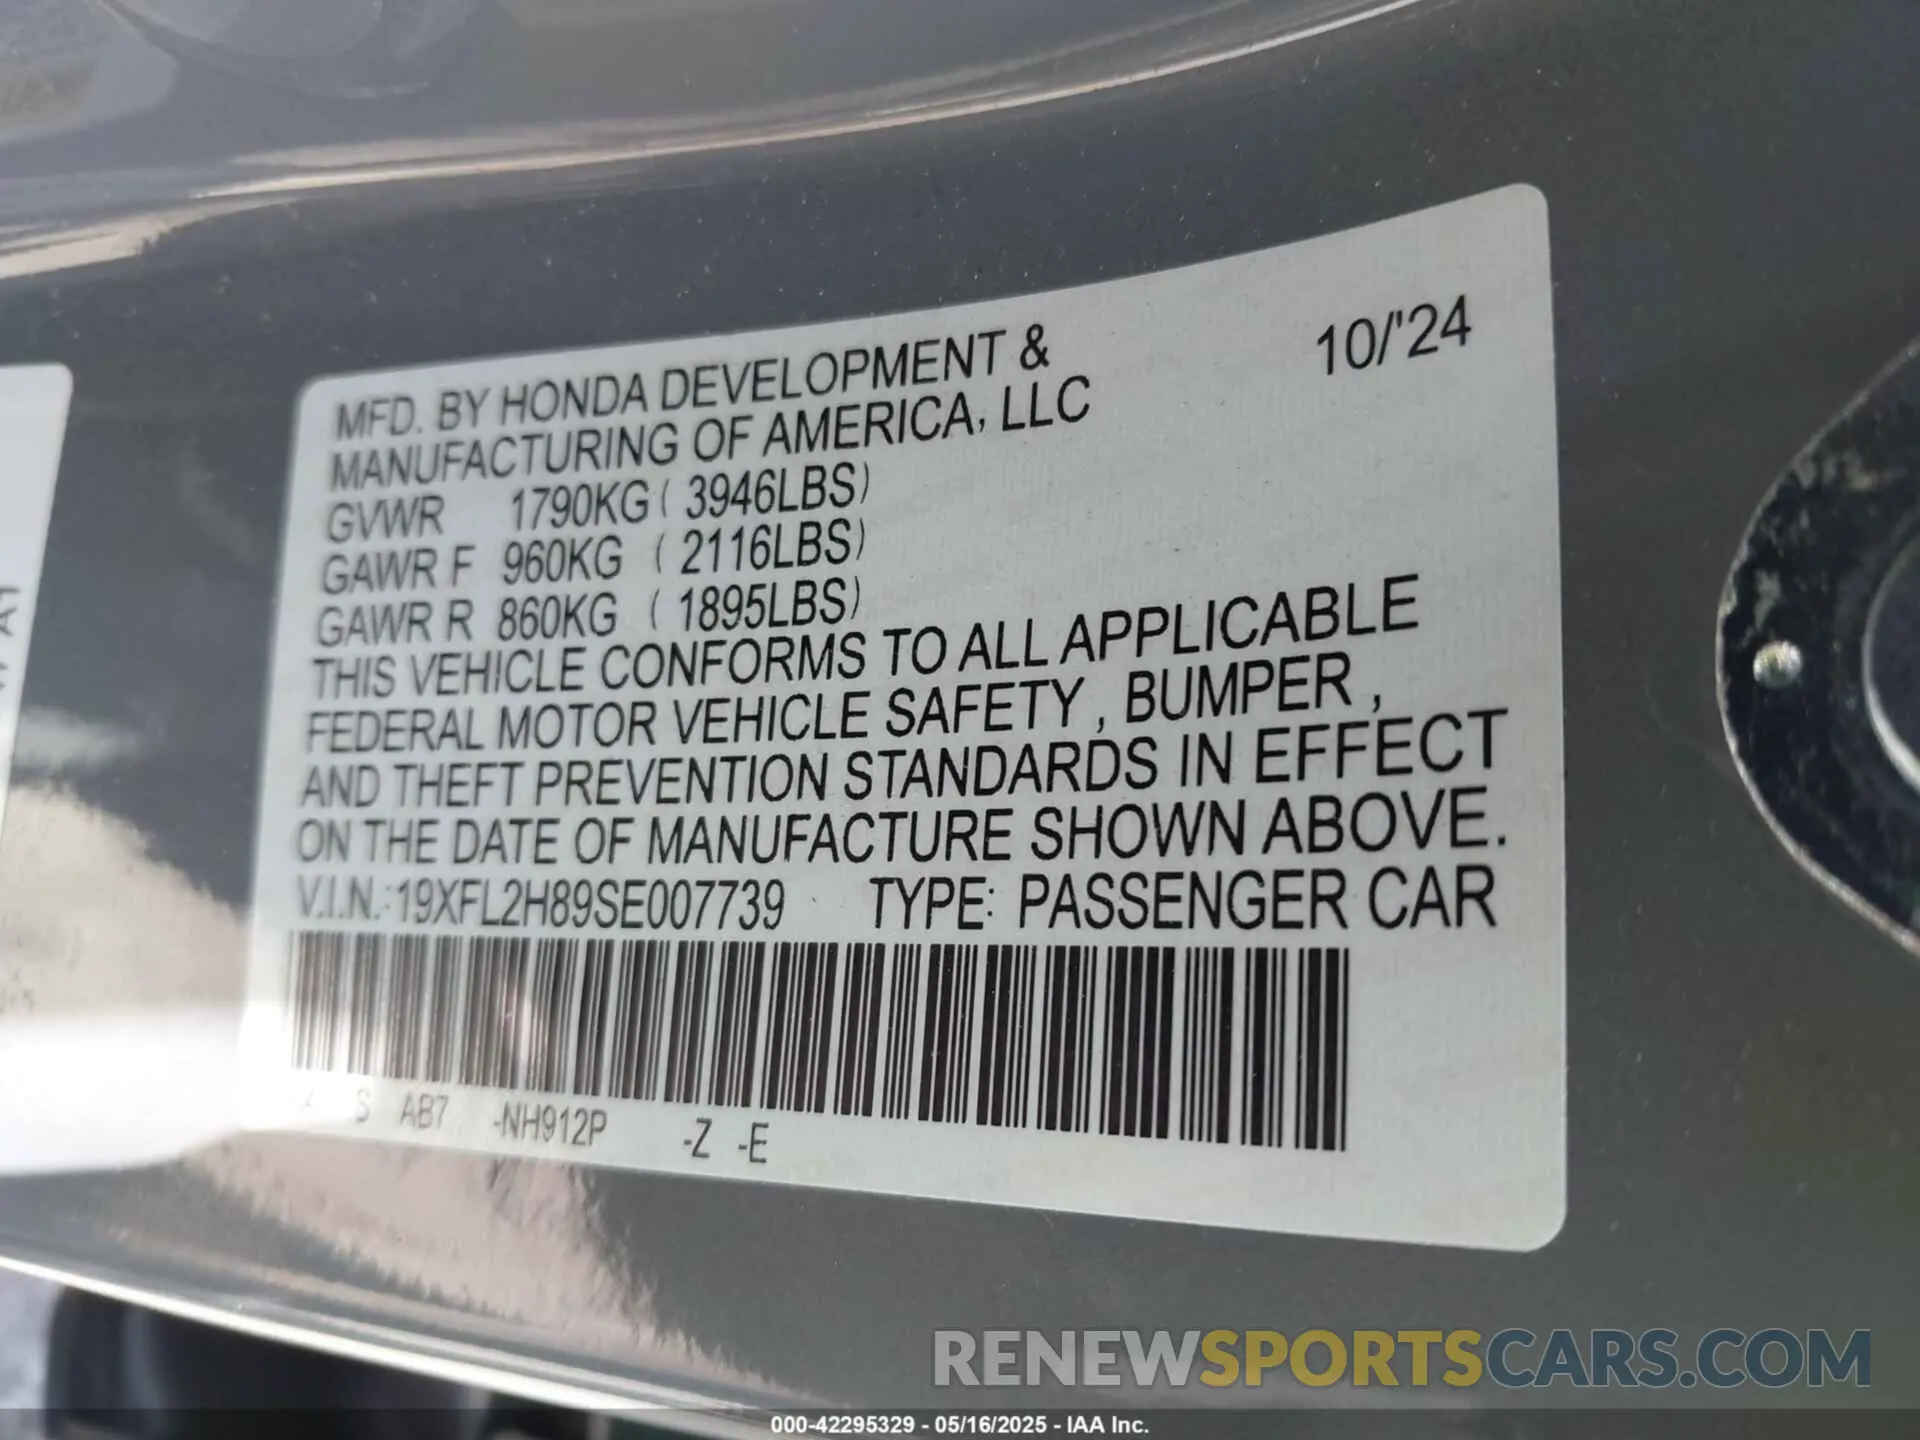 MFD. BY HONDA DEVELOPMENT &
MANUFACTURING OF AMERICA, LLC
10/'24
GVWR 1790KG ( 3946LBS)
GAWR F 960KG ( 2116LBS)
GAWR R 860KG ( 1895LBS)
THIS VEHICLE CONFORMS TO ALL APPLICABLE
FEDERAL MOTOR VEHICLE SAFETY , BUMPER ,
AND THEFT PREVENTION STANDARDS IN EFFECT
ON THE DATE OF MANUFACTURE SHOWN ABOVE.
V.I.N.: 19XFL2H89SE007739 TYPE: PASSENGER CAR
S AB7 -NH912P -Z -E
RENEWSPORTSCARS.COM
000-42295329 - 05/16/2025 - IAA Inc.